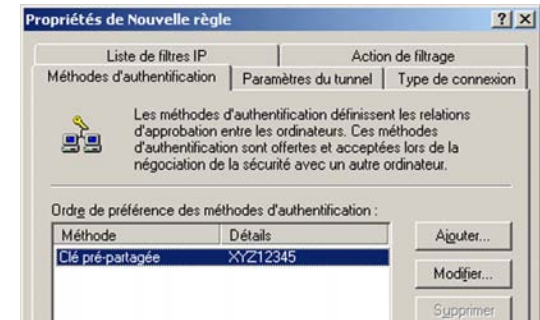 Propriétés de Nouvelle règle
Liste de filtres IP
Action de filtrage
Méthodes d'authentification
Paramètres du tunnel
Type de connexion
Les méthodes d'authentification définissent les relations
d'approbation entre les ordinateurs. Ces méthodes
d'authentification sont offertes et acceptées lors de la
négociation de la sécurité avec un autre ordinateur.
Ordre de préférence des méthodes d'authentification :
Méthode
Détails
Ajouter...
Clé pré-partagée
XYZ12345
Modifier...
Supprimer